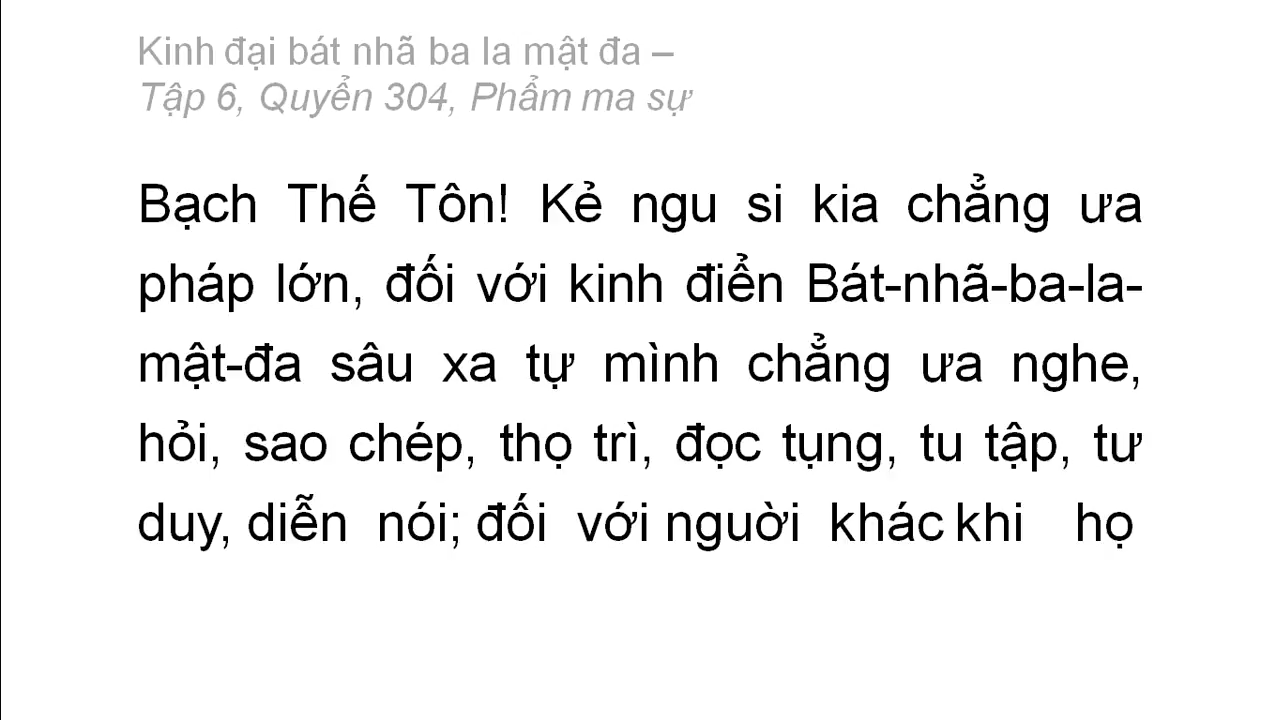 Kinh đại bát nhã ba la mật đa –
Tập 6, Quyển 304, Phẩm ma sự
Bạch Thế Tôn! Kẻ ngu si kia chẳng ưa
pháp lớn, đối với kinh điển Bát-nhã-ba-la-
mật-đa sâu xa tự mình chẳng ưa nghe,
hỏi, sao chép, thọ trì, đọc tụng, tu tập, tư
duy, diễn nói; đối với nguời khác khi họ